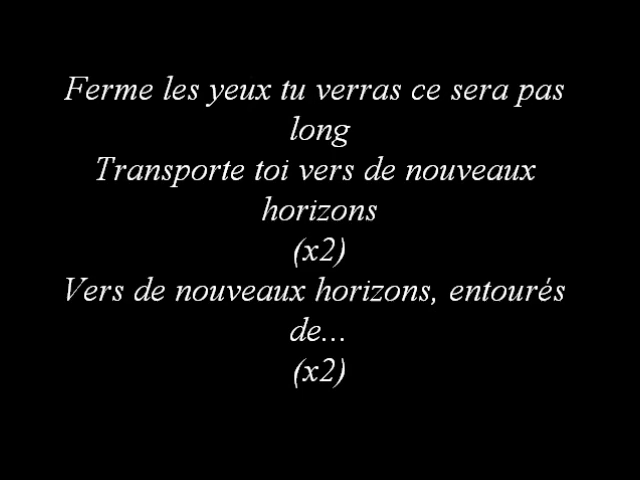 Ferme les yeux tu verras ce sera pas
long
Transporte toi vers de nouveaux
horizons
(x2)
Vers de nouveaux horizons, entourés
de...
(x2)